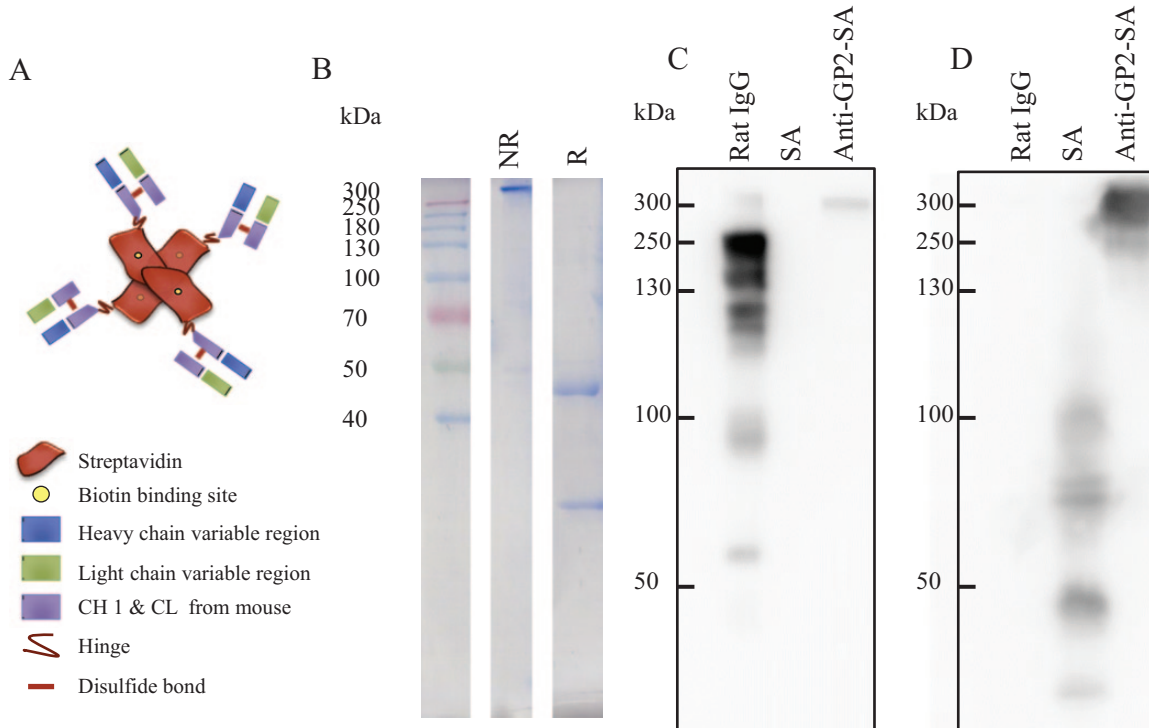 A
Streptavidin
Biotin binding site
Heavy chain variable region
Light chain variable region
CH 1 & CL from mouse
Hinge
Disulfide bond
B
kDa
NR
R
300
250
180
130
100
70
50
40
C
kDa
Rat IgG
SA
Anti-GP2-SA
300
250
130
100
50
D
kDa
Rat IgG
SA
Anti-GP2-SA
300
250
130
100
50